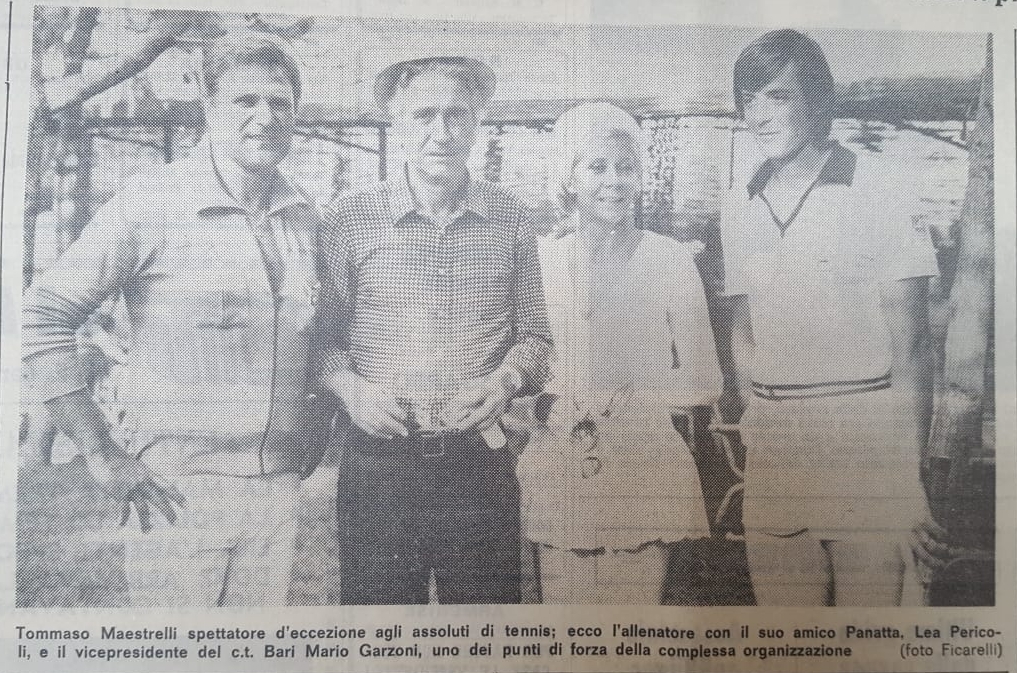 Tommaso Maestrelli spettatore d'eccezione agli assoluti di tennis; ecco l'allenatore con il suo amico Panatta, Lea Perico-
li, e il vicepresidente del c.t. Bari Mario Garzoni, uno dei punti di forza della complessa organizzazione (foto Ficarelli)